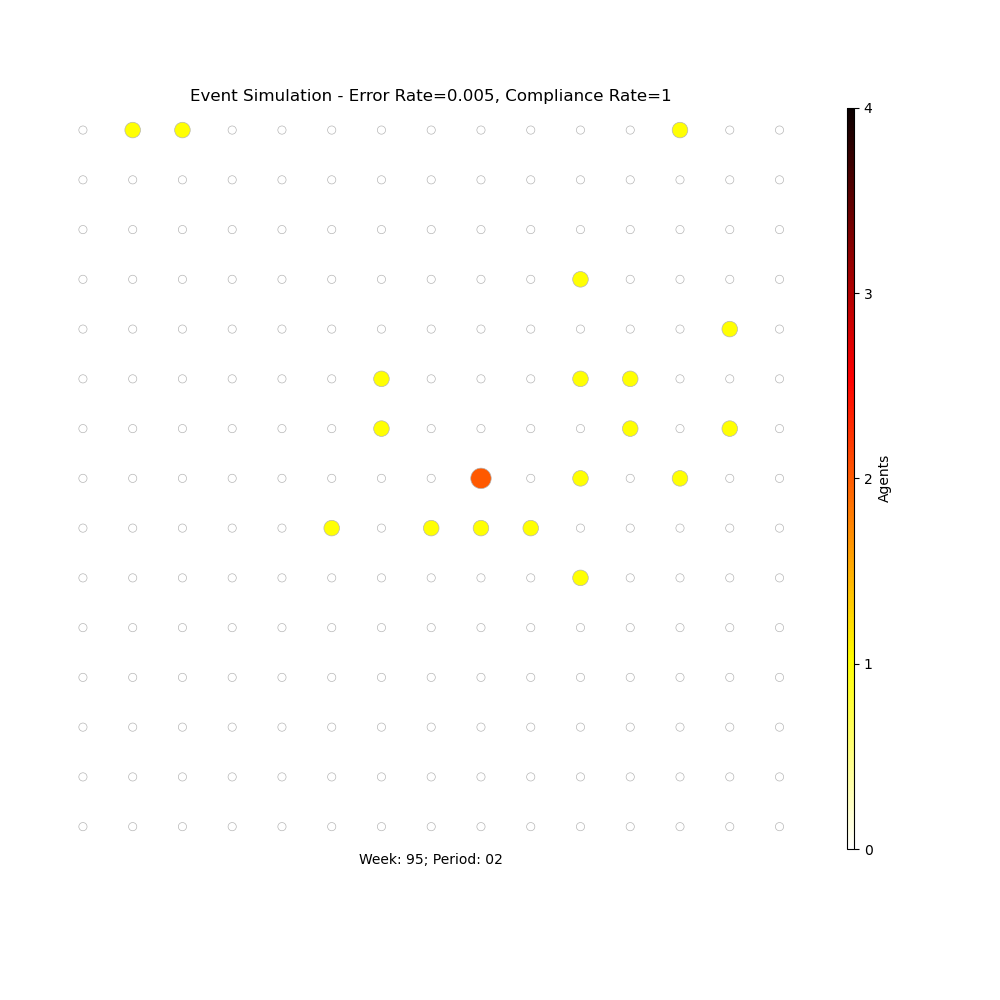 Event Simulation - Error Rate=0.005, Compliance Rate=1
4
3
2
1
0
Agents
Week: 95; Period: 02